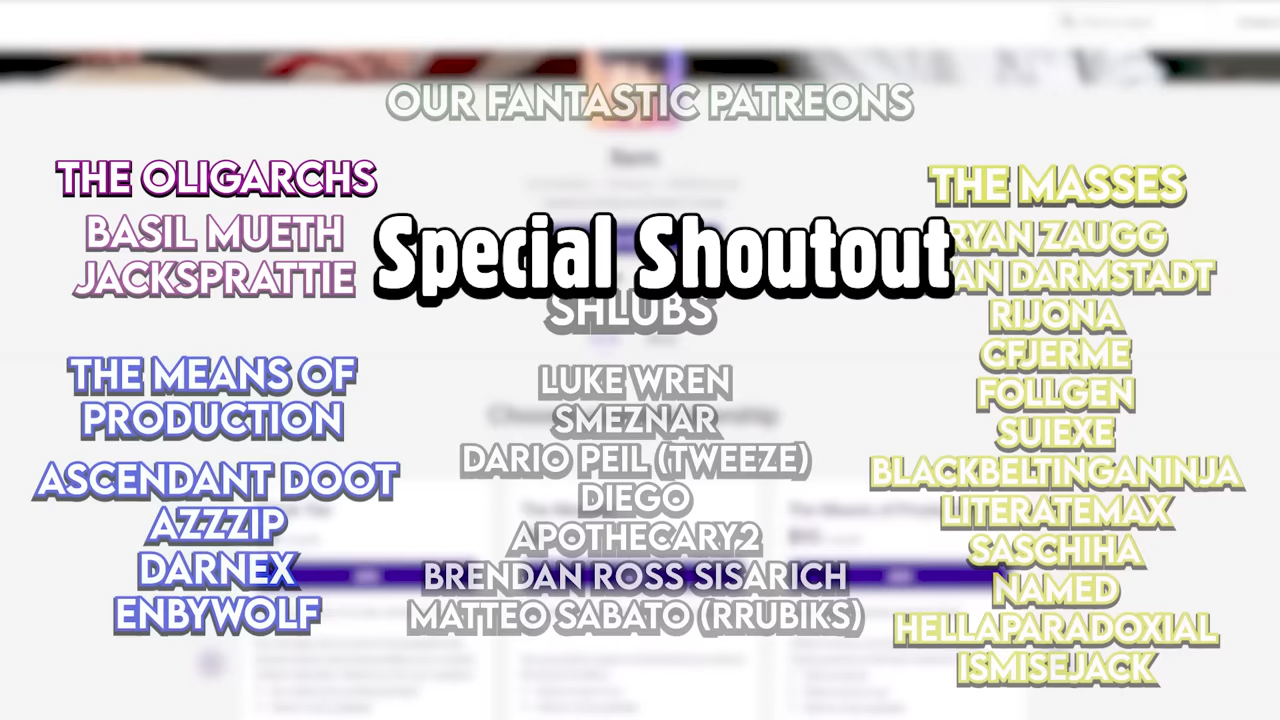 OUR FANTASTIC PATREONS
Special Shoutout
THE OLIGARCHS
BASIL MUETH
JACKSPRATTIE
THE MEANS OF
PRODUCTION
ASCENDANT DOOT
AZZZIP
DARNEX
ENBYWOLF
SHLUBS
LUKE WREN
SMEZNAR
DARIO PEIL (TWEEZE)
DIEGO
APOTHECARY2
BRENDAN ROSS SISARICH
MATTEO SABATO (RRUBIKS)
THE MASSES
RYAN ZAUGG
DARMSTADT
RIJONA
CFJERME
FOLLGEN
SUIEXE
BLACKBELTINGANINJA
LITERATEMAX
SASCHIHA
NAMED
HELLAPARADOXIAL
ISMISEJACK